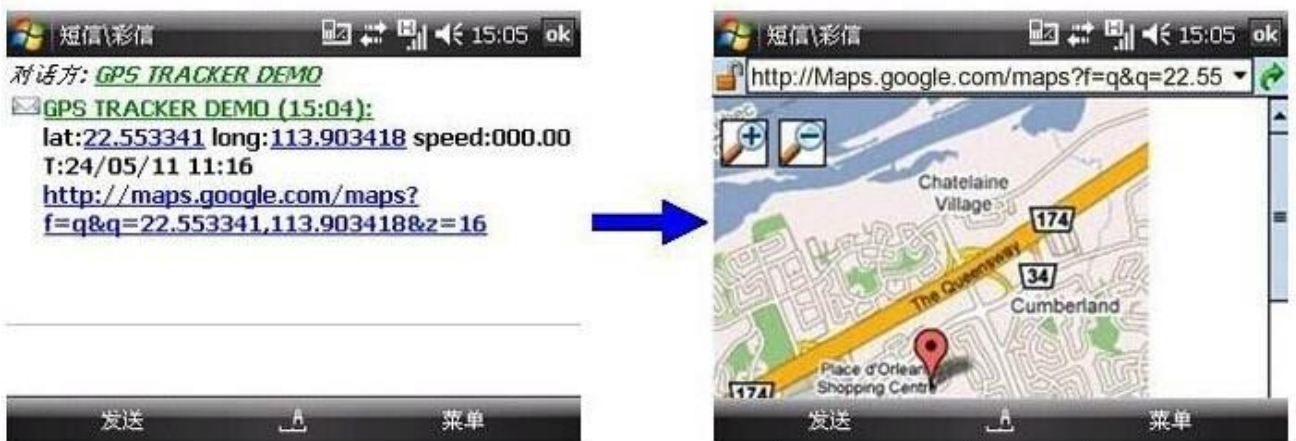 短信\彩信 15:05 ok
对话方: GPS TRACKER DEMO
GPS TRACKER DEMO (15:04):
lat:22.553341 long:113.903418 speed:000.00
T:24/05/11 11:16
http://maps.google.com/maps?
f=q&q=22.553341,113.903418&z=16
发送 菜单
短信\彩信 15:05 ok
http://Maps.google.com/maps?f=q&q=22.55
Chatelaine
Village
174
The Queensway
34
Cumberland
Place d'Orlean
Shopping Centr
174
发送 菜单